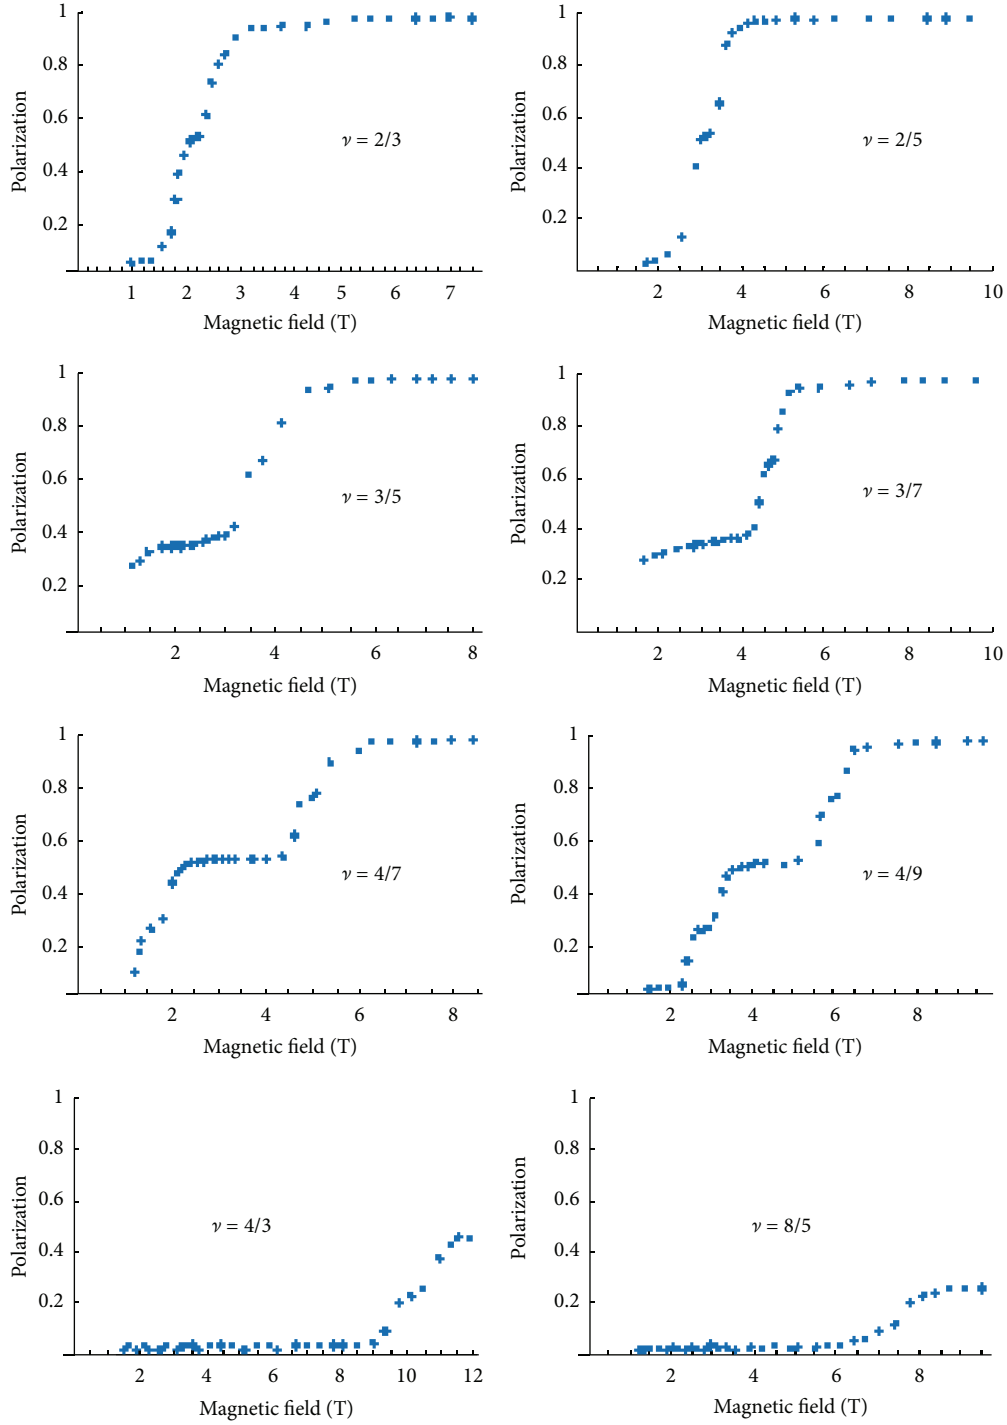 1
0.8
0.6
0.4
0.2
Polarization
ν = 2/3
1 2 3 4 5 6 7
Magnetic field (T)
1
0.8
0.6
0.4
0.2
Polarization
ν = 2/5
2 4 6 8 10
Magnetic field (T)
1
0.8
0.6
0.4
0.2
Polarization
ν = 3/5
2 4 6 8
Magnetic field (T)
1
0.8
0.6
0.4
0.2
Polarization
ν = 3/7
2 4 6 8 10
Magnetic field (T)
1
0.8
0.6
0.4
0.2
Polarization
ν = 4/7
2 4 6 8
Magnetic field (T)
1
0.8
0.6
0.4
0.2
Polarization
ν = 4/9
2 4 6 8
Magnetic field (T)
1
0.8
0.6
0.4
0.2
Polarization
ν = 4/3
2 4 6 8 10 12
Magnetic field (T)
1
0.8
0.6
0.4
0.2
Polarization
ν = 8/5
2 4 6 8
Magnetic field (T)